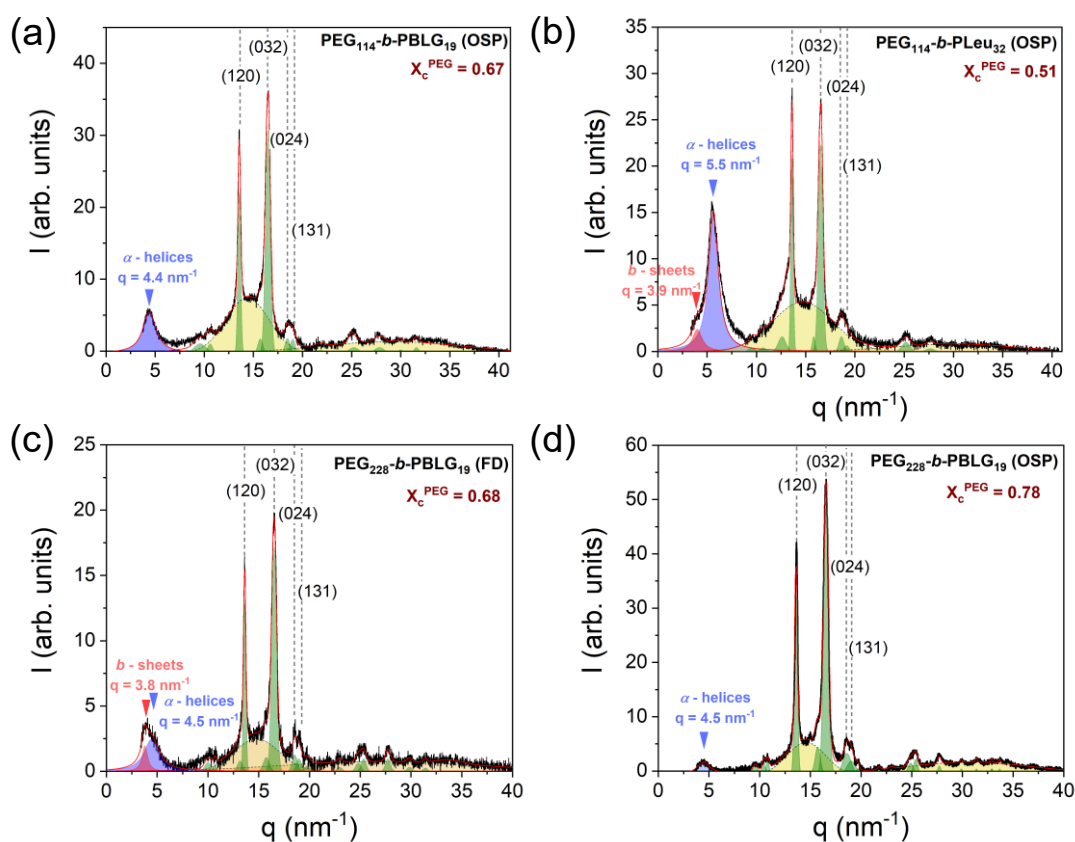 (a)
I (arb. units)
40
30
20
10
0
0 5 10 15 20 25 30 35 40
PEG114-b-PBLG19 (OSP)
XcPEG = 0.67
(032)
(120)
(024)
(131)
α - helices
q = 4.4 nm-1
(b)
I (arb. units)
35
30
25
20
15
10
5
0
0 5 10 15 20 25 30 35 40
q (nm-1)
PEG114-b-PLeu32 (OSP)
XcPEG = 0.51
(032)
(120)
(024)
(131)
α - helices
q = 5.5 nm-1
b - sheets
q = 3.9 nm-1
(c)
I (arb. units)
25
20
15
10
5
0
0 5 10 15 20 25 30 35 40
q (nm-1)
PEG228-b-PBLG19 (FD)
XcPEG = 0.68
(032)
(120)
(024)
(131)
b - sheets
q = 3.8 nm-1
α - helices
q = 4.5 nm-1
(d)
I (arb. units)
60
50
40
30
20
10
0
0 5 10 15 20 25 30 35 40
q (nm-1)
PEG228-b-PBLG19 (OSP)
XcPEG = 0.78
(032)
(120)
(024)
(131)
α - helices
q = 4.5 nm-1